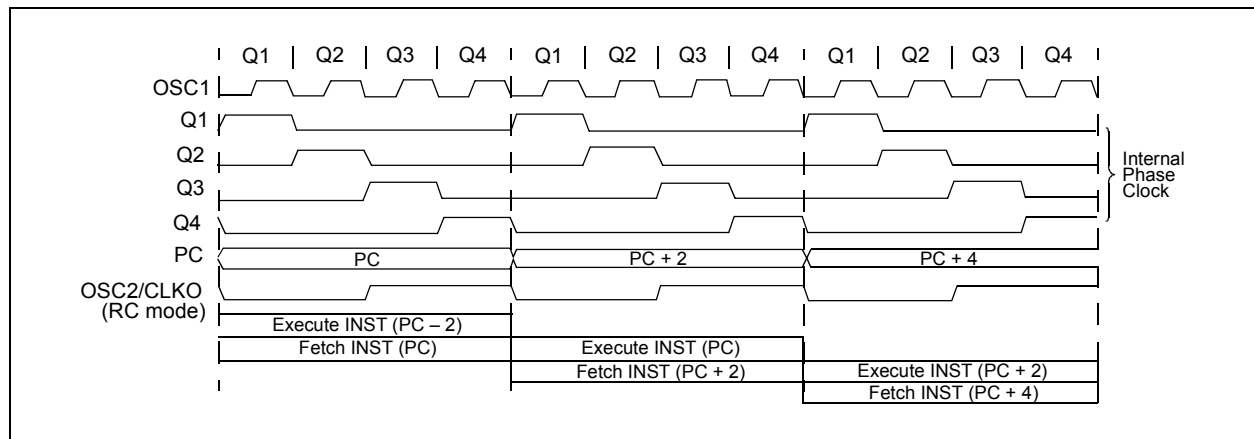 Q1 Q2 Q3 Q4 Q1 Q2 Q3 Q4 Q1 Q2 Q3 Q4
OSC1
Q1
Q2
Q3
Q4
Internal
Phase
Clock
PC
PC PC + 2 PC + 4
OSC2/CLKO
(RC mode)
Execute INST (PC – 2)
Fetch INST (PC) Execute INST (PC)
Fetch INST (PC + 2) Execute INST (PC + 2)
Fetch INST (PC + 4)